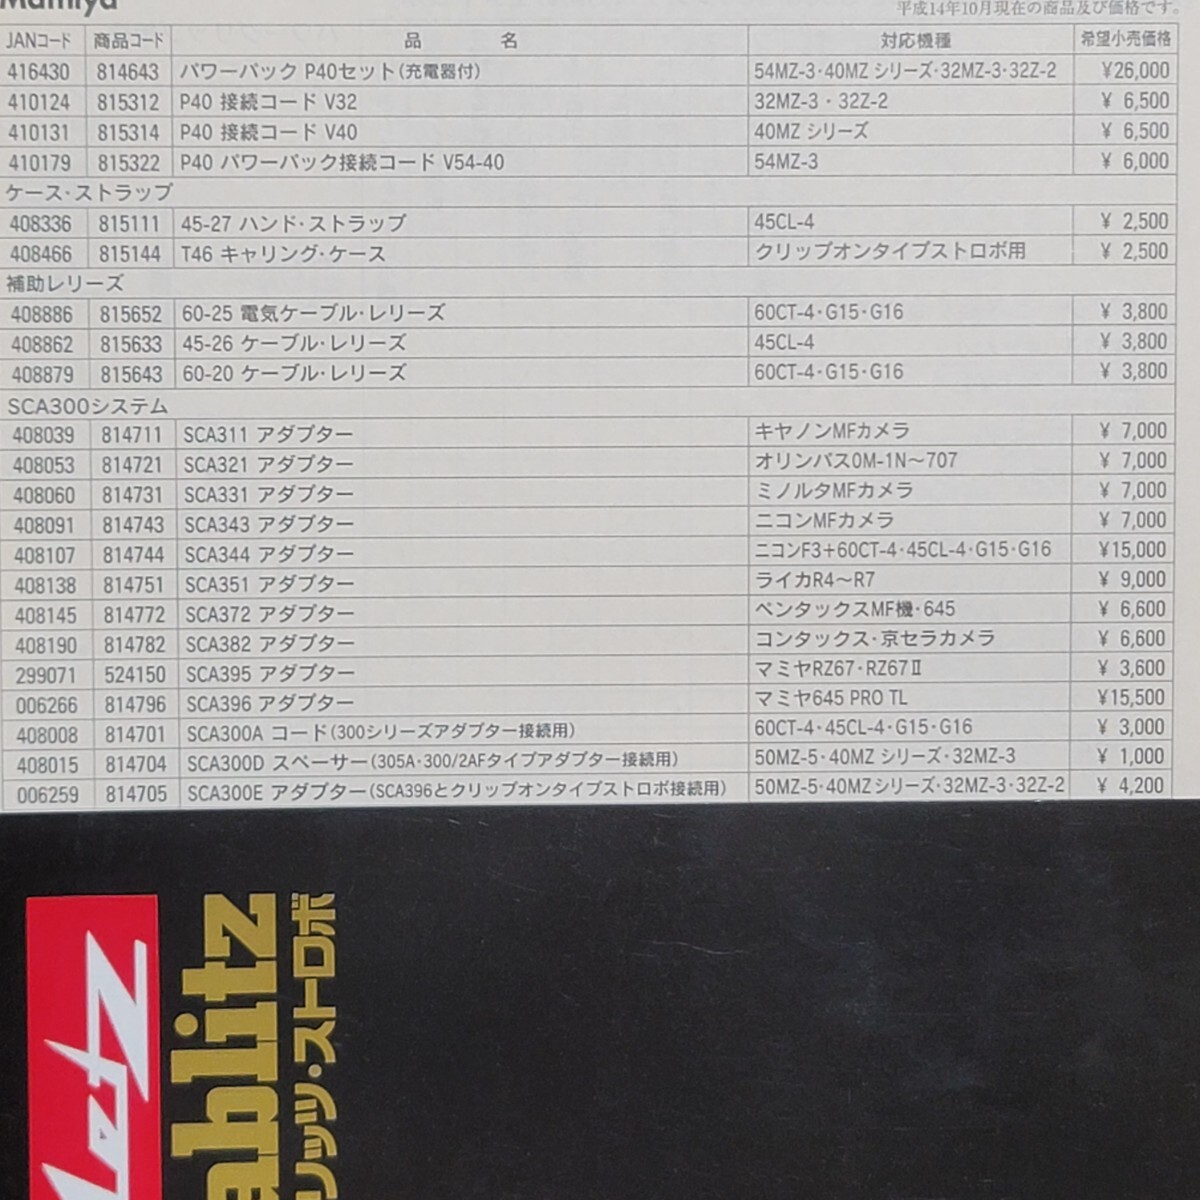 Mamiya
平成14年10月現在の商品及び価格です。
JANコード 商品コード 品 名 対応機種 希望小売価格
416430 814643 パワーパック P40セット(充電器付) 54MZ-3・40MZ シリーズ・32MZ-3・32Z-2 ¥26,000
410124 815312 P40 接続コード V32 32MZ-3・32Z-2 ¥ 6,500
410131 815314 P40 接続コード V40 40MZ シリーズ ¥ 6,500
410179 815322 P40 パワーパック接続コード V54-40 54MZ-3 ¥ 6,000
ケース・ストラップ
408336 815111 45-27 ハンド・ストラップ 45CL-4 ¥ 2,500
408466 815144 T46 キャリング・ケース クリップオンタイプストロボ用 ¥ 2,500
補助レリーズ
408886 815652 60-25 電気ケーブル・レリーズ 60CT-4・G15・G16 ¥ 3,800
408862 815633 45-26 ケーブル・レリーズ 45CL-4 ¥ 3,800
408879 815643 60-20 ケーブル・レリーズ 60CT-4・G15・G16 ¥ 3,800
SCA300システム
408039 814711 SCA311 アダプター キヤノンMFカメラ ¥ 7,000
408053 814721 SCA321 アダプター オリンパスOM-1N〜707 ¥ 7,000
408060 814731 SCA331 アダプター ミノルタMFカメラ ¥ 7,000
408091 814743 SCA343 アダプター ニコンMFカメラ ¥ 7,000
408107 814744 SCA344 アダプター ニコンF3+60CT-4・45CL-4・G15・G16 ¥15,000
408138 814751 SCA351 アダプター ライカR4〜R7 ¥ 9,000
408145 814772 SCA372 アダプター ペンタックスMF機・645 ¥ 6,600
408190 814782 SCA382 アダプター コンタックス・京セラカメラ ¥ 6,600
299071 524150 SCA395 アダプター マミヤRZ67・RZ67Ⅱ ¥ 3,600
006266 814796 SCA396 アダプター マミヤ645 PRO TL ¥15,500
408008 814701 SCA300A コード(300シリーズアダプター接続用) 60CT-4・45CL-4・G15・G16 ¥ 3,000
408015 814704 SCA300D スペーサー(305A・300/2AFタイプアダプター接続用) 50MZ-5・40MZ シリーズ・32MZ-3 ¥ 1,000
006259 814705 SCA300E アダプター(SCA396とクリップオンタイプストロボ接続用) 50MZ-5・40MZ シリーズ・32MZ-3・32Z-2 ¥ 4,200
Metz
ablitz
リッツ・ストロボ